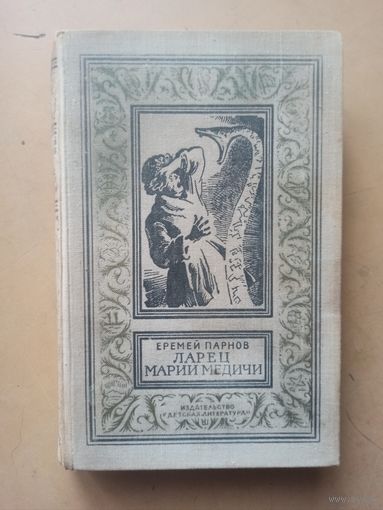 ЕРЕМЕЙ ПАРНОВ
ЛАРЕЦ
МАРИИ МЕДИЧИ
ИЗДАТЕЛЬСТВО
"ДЕТСКАЯ ЛИТЕРАТУРА"